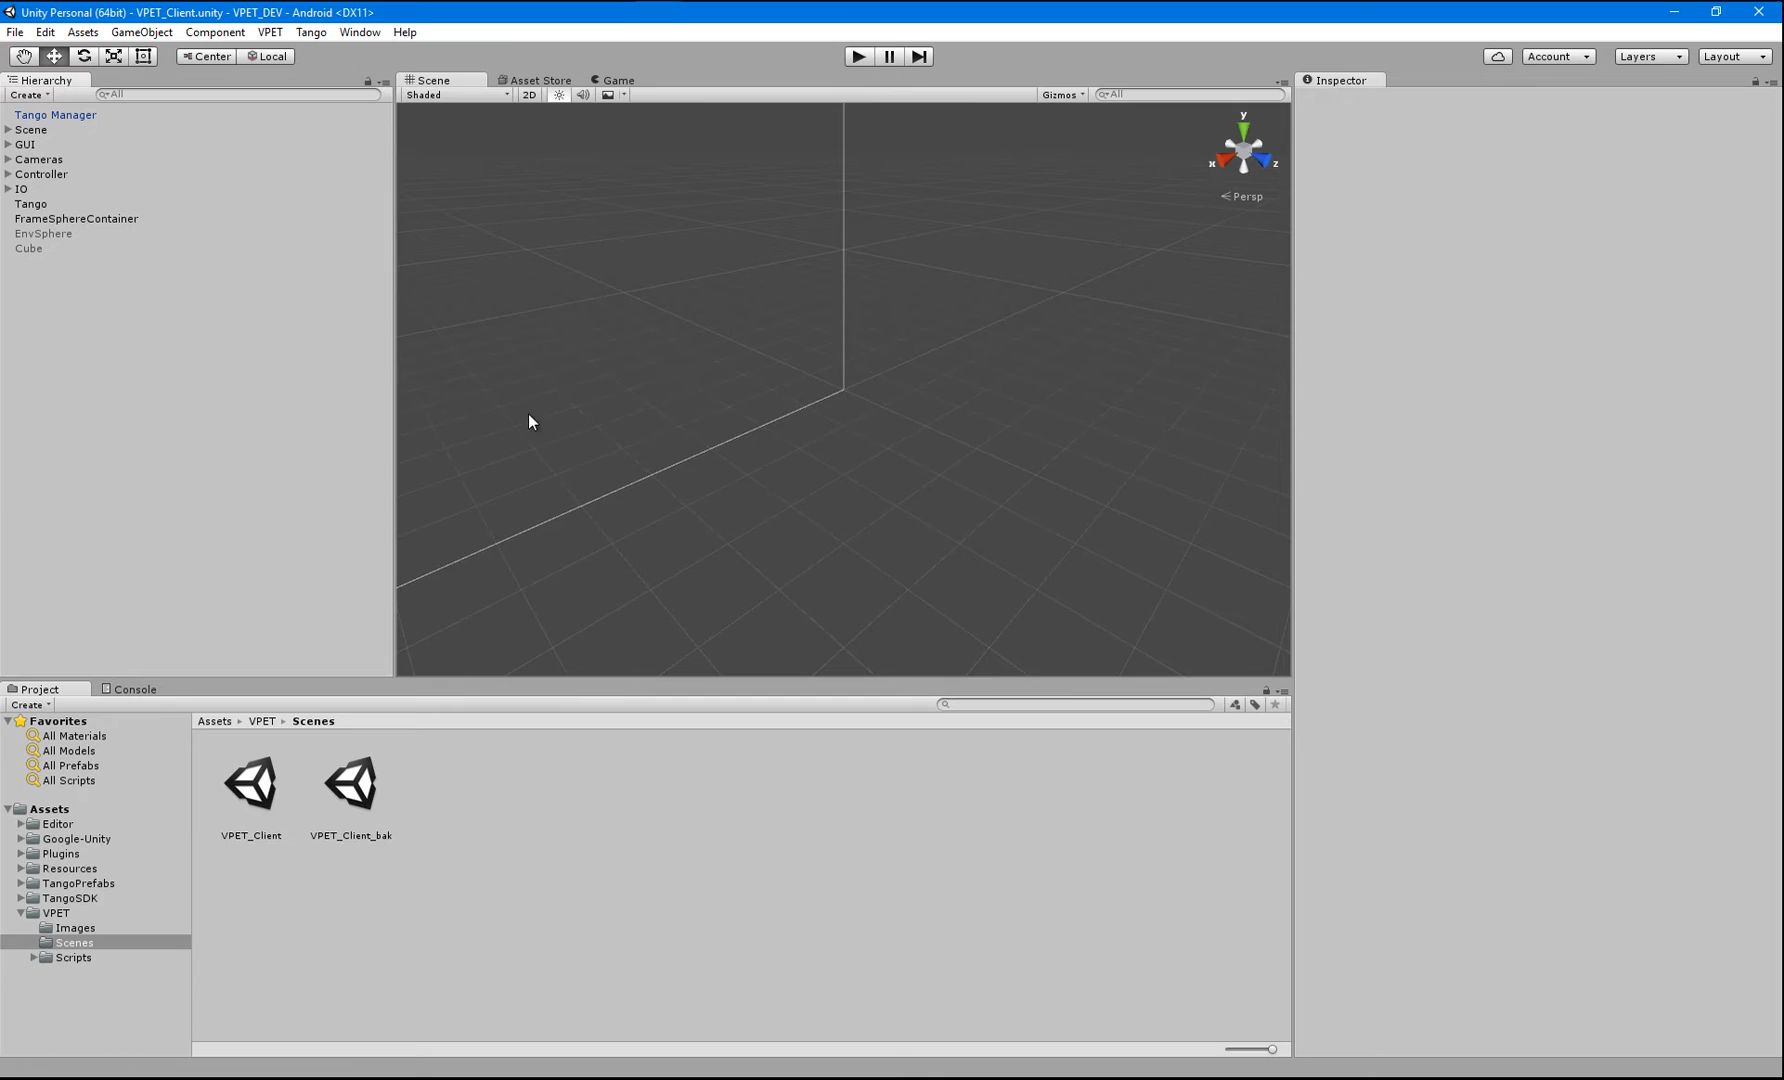 Unity Personal (64bit) - VPET_Client.unity - VPET_DEV - Android <DX11>
File Edit Assets GameObject Component VPET Tango Window Help
Center Local Account Layers Layout
Hierarchy
Create All
Tango Manager
Scene
GUI
Cameras
Controller
IO
Tango
FrameSphereContainer
EnvSphere
Cube
Scene Asset Store Game
Shaded 2D Gizmos All
y
x z
Persp
Inspector
Project Console
Create
Favorites
All Materials
All Models
All Prefabs
All Scripts
Assets
Editor
Google-Unity
Plugins
Resources
TangoPrefabs
TangoSDK
VPET
Images
Scenes
Scripts
Assets VPET Scenes
VPET_Client VPET_Client_bak